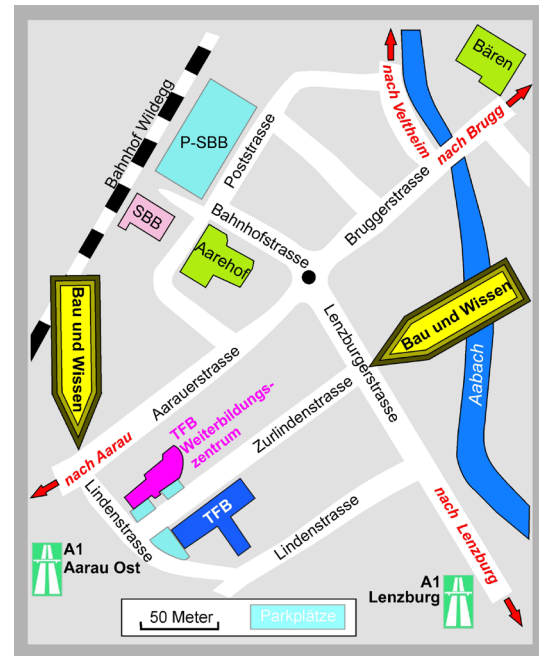 Bären
nach Veltheim
nach Brugg
Bahnhof Wildegg
P-SBB
Poststrasse
SBB
Bahnhofstrasse
Bruggerstrasse
Aarehof
Bau und Wissen
Bau und Wissen
Lenzburgerstrasse
Aabach
Aarauerstrasse
TFB
Weiterbildungs-
zentrum
Zurlindenstrasse
nach Aarau
Lindenstrasse
TFB
Lindenstrasse
nach Lenzburg
A1
Aarau Ost
A1
Lenzburg
50 Meter
Parkplätze